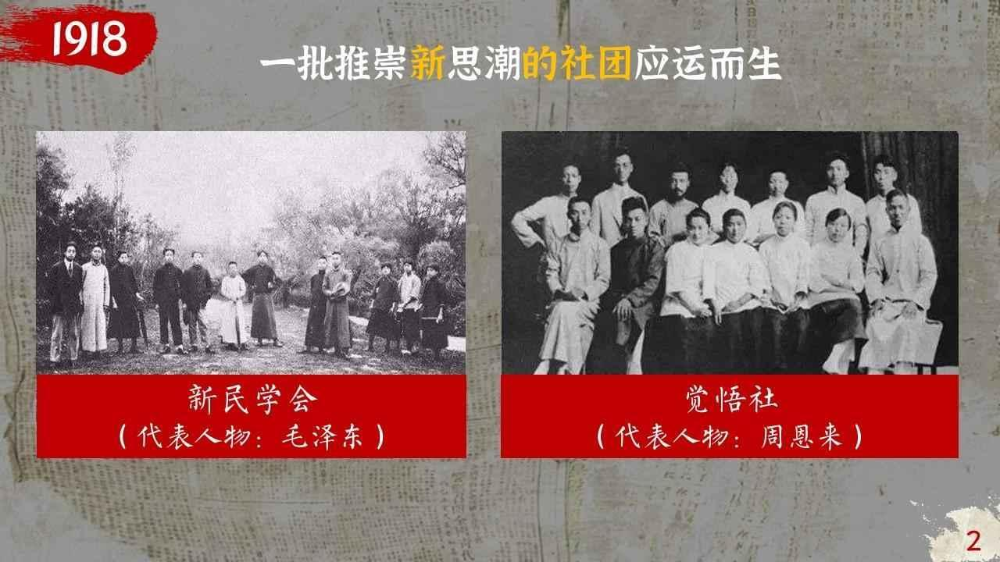 1918
一批推崇新思潮的社团应运而生
新民学会
（代表人物：毛泽东）
觉悟社
（代表人物：周恩来）
2